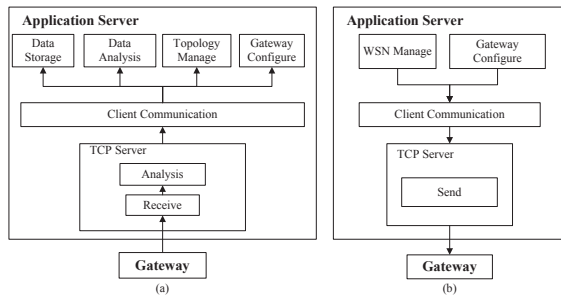 Application Server
Data Storage
Data Analysis
Topology Manage
Gateway Configure
Client Communication
TCP Server
Analysis
Receive
Gateway
(a)
Application Server
WSN Manage
Gateway Configure
Client Communication
TCP Server
Send
Gateway
(b)